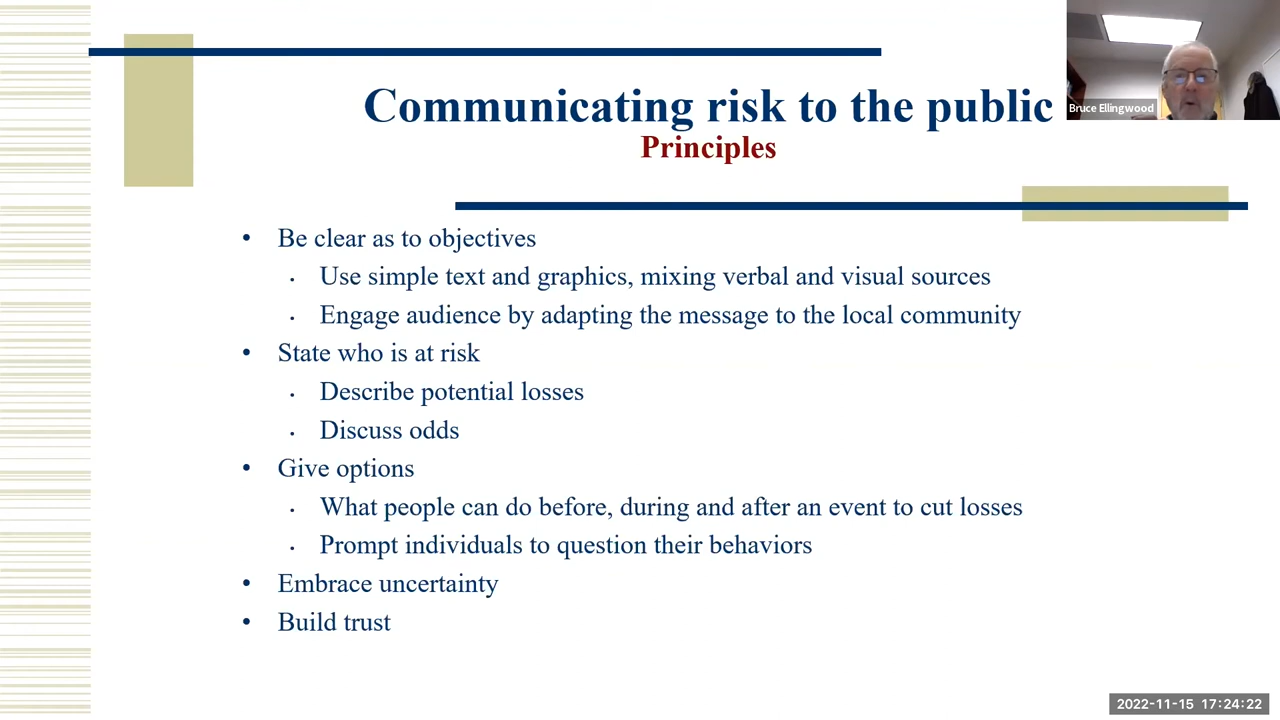 Communicating risk to the public
Bruce Ellingwood
Principles
• Be clear as to objectives
• Use simple text and graphics, mixing verbal and visual sources
• Engage audience by adapting the message to the local community
• State who is at risk
• Describe potential losses
• Discuss odds
• Give options
• What people can do before, during and after an event to cut losses
• Prompt individuals to question their behaviors
• Embrace uncertainty
• Build trust
2022-11-15 17:24:22